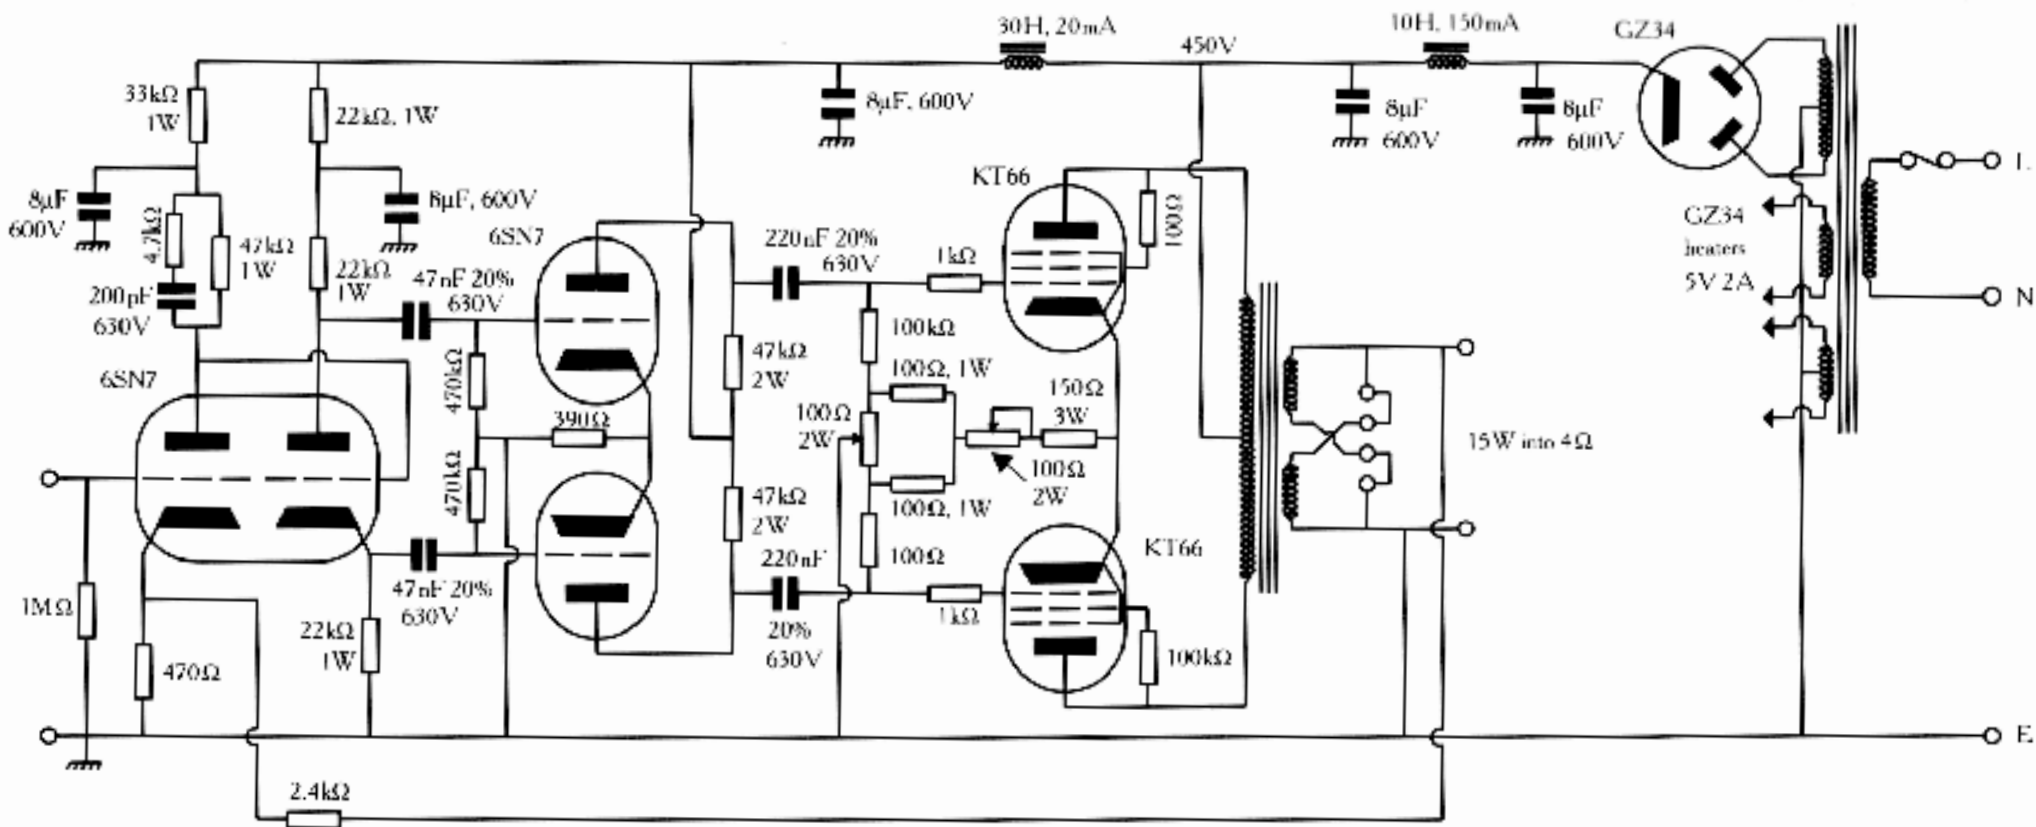 30H, 20mA
450V
10H, 150mA
GZ34
33kΩ
1W
22kΩ, 1W
8μF, 600V
8μF
600V
8μF
600V
L
8μF
600V
4.7kΩ
47kΩ
1W
8μF, 600V
6SN7
22kΩ
1W
47nF 20%
630V
200pF
630V
220nF 20%
630V
1kΩ
KT66
100Ω
GZ34
heaters
5V 2A
N
6SN7
470kΩ
470kΩ
390Ω
47kΩ
2W
47kΩ
2W
100kΩ
100Ω, 1W
100Ω
2W
150Ω
3W
100Ω
2W
100Ω, 1W
100Ω
15W into 4Ω
1MΩ
470Ω
22kΩ
1W
47nF 20%
630V
220nF
20%
630V
1kΩ
KT66
100kΩ
E
2.4kΩ